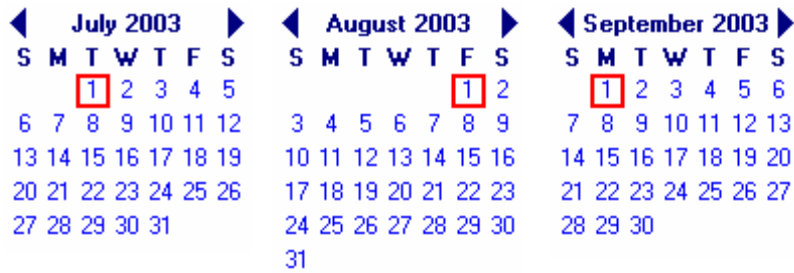 July 2003
S M T W T F S
1 2 3 4 5
6 7 8 9 10 11 12
13 14 15 16 17 18 19
20 21 22 23 24 25 26
27 28 29 30 31
August 2003
S M T W T F S
1 2
3 4 5 6 7 8 9
10 11 12 13 14 15 16
17 18 19 20 21 22 23
24 25 26 27 28 29 30
31
September 2003
S M T W T F S
1 2 3 4 5 6
7 8 9 10 11 12 13
14 15 16 17 18 19 20
21 22 23 24 25 26 27
28 29 30